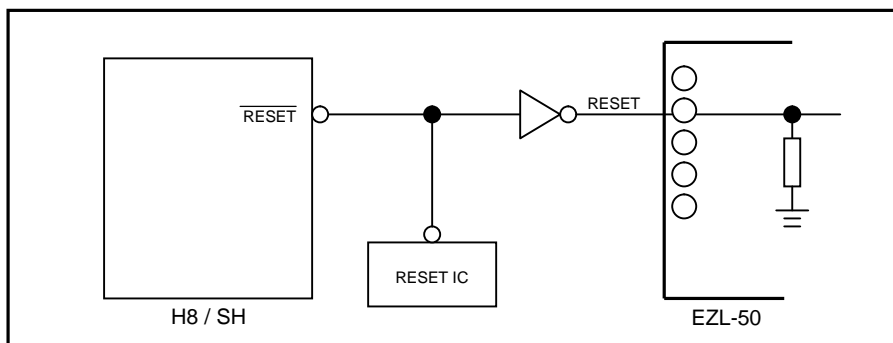 RESET
RESET
RESET IC
H8 / SH
EZL-50